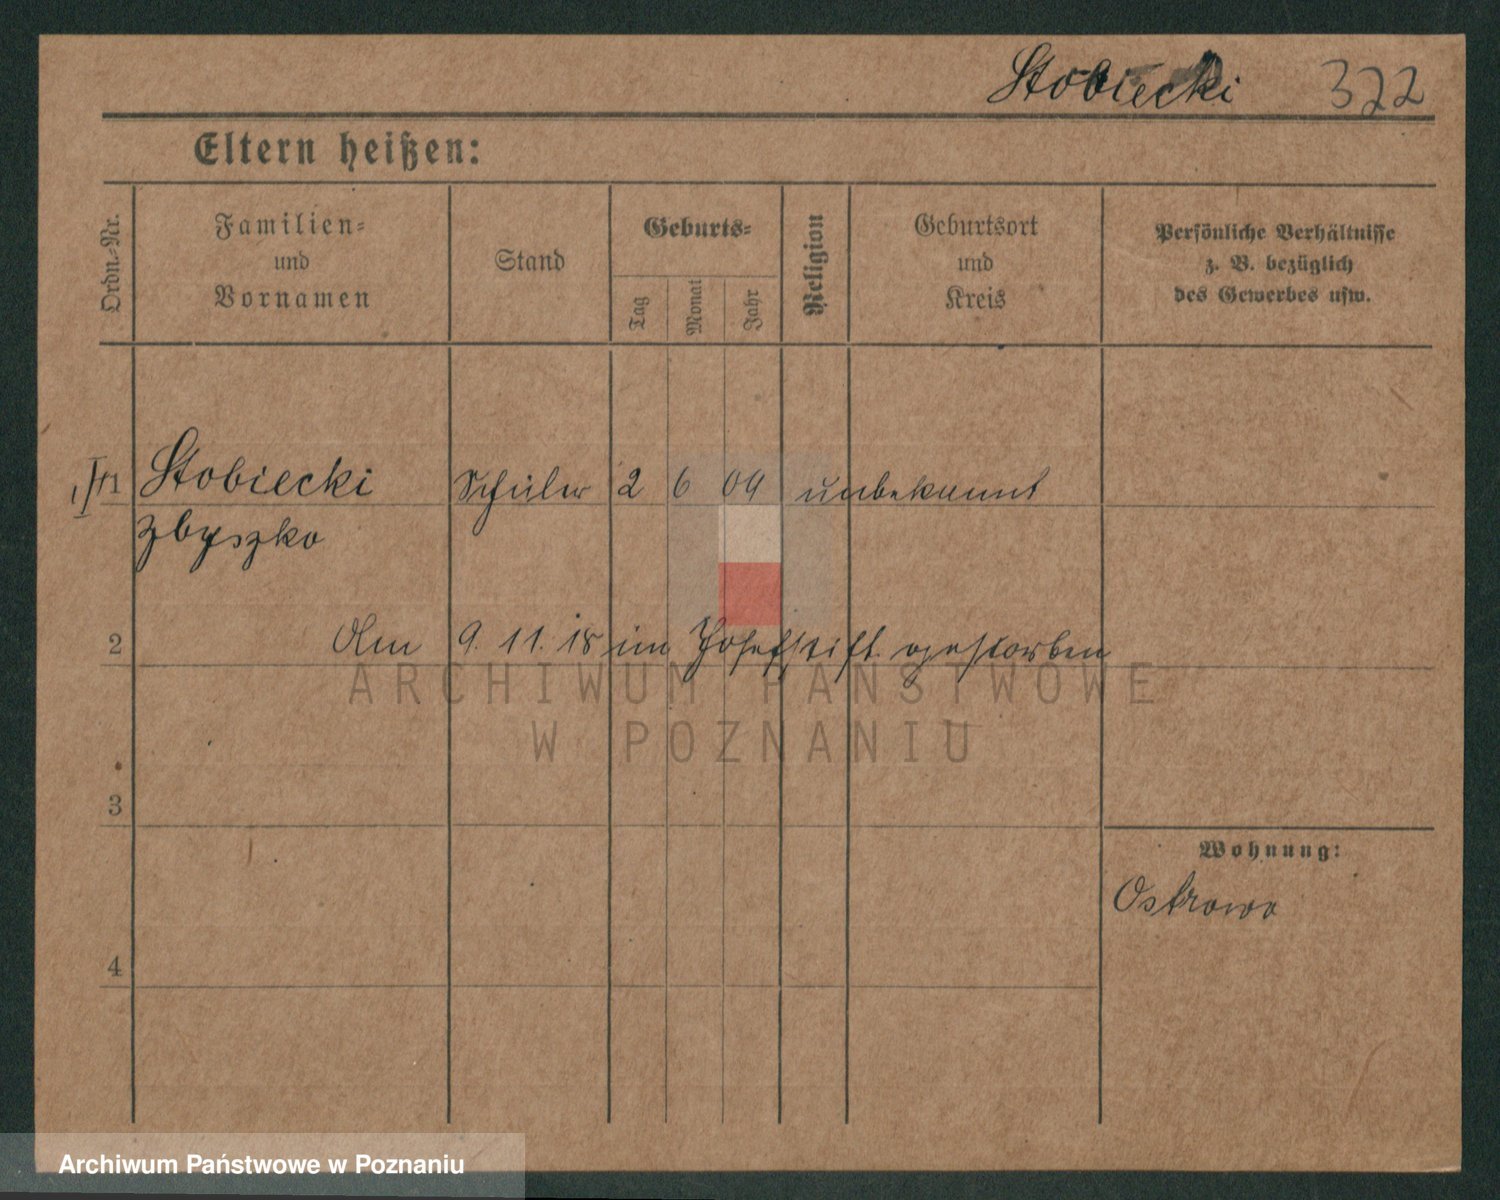 Stobiecki 322
Eltern heißen:
Ordn.-Nr.
Familien-
und
Vornamen
Stand
Geburts-
Tag
Monat
Jahr
Religion
Geburtsort
und
Kreis
Persönliche Verhältnisse
z. B. bezüglich
des Gewerbes usw.
1 Stobiecki Schüler 2 6 04 unbekannt
Zbyszko
2 Am 9. 11. 18 im Josefstift. gestorben
ARCHIWUM PAŃSTWOWE
W POZNANIU
3
Wohnung:
Ostrowo
4
Archiwum Państwowe w Poznaniu